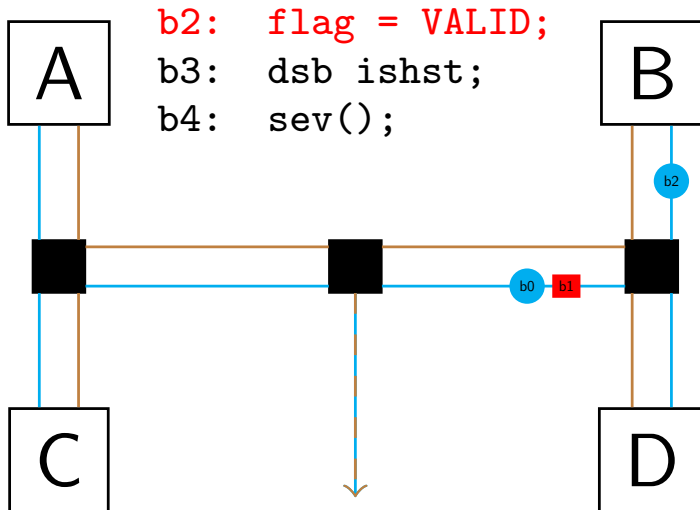 b2: flag = VALID;
A
b3: dsb ishst;
B
b4: sev();
b2
b0
b1
C
D